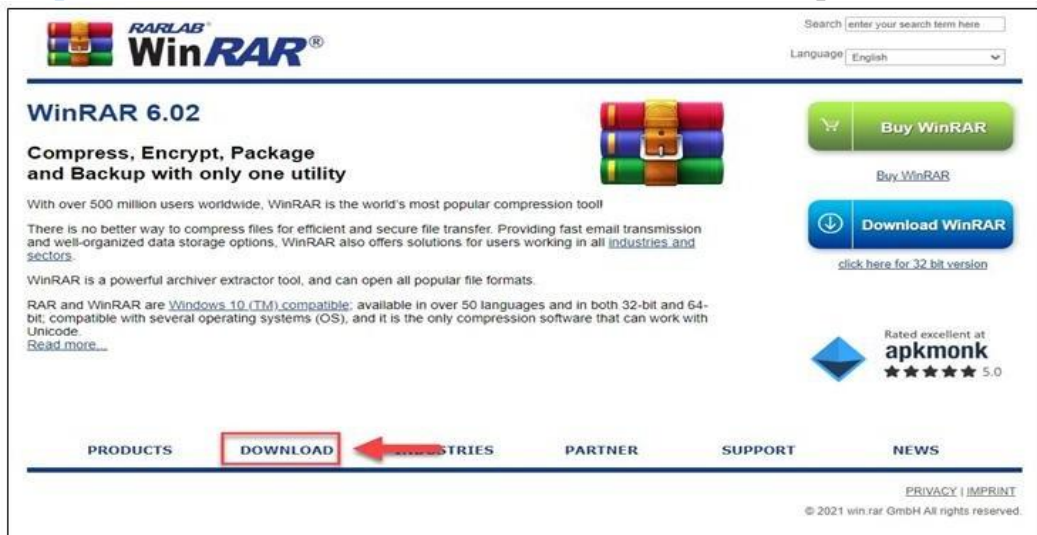 RARLAB®
WinRAR®
Search enter your search term here
Language English
WinRAR 6.02
Compress, Encrypt, Package
and Backup with only one utility
With over 500 million users worldwide, WinRAR is the world's most popular compression tool!
There is no better way to compress files for efficient and secure file transfer. Providing fast email transmission
and well-organized data storage options, WinRAR also offers solutions for users working in all industries and
sectors.
WinRAR is a powerful archiver extractor tool, and can open all popular file formats.
RAR and WinRAR are Windows 10 (TM) compatible; available in over 50 languages and in both 32-bit and 64-
bit; compatible with several operating systems (OS), and it is the only compression software that can work with
Unicode.
Read more...
Buy WinRAR
Buy WinRAR
Download WinRAR
click here for 32 bit version
Rated excellent at
apkmonk
★★★★★ 5.0
PRODUCTS DOWNLOAD INDUSTRIES PARTNER SUPPORT NEWS
PRIVACY | IMPRINT
© 2021 win.rar GmbH All rights reserved.